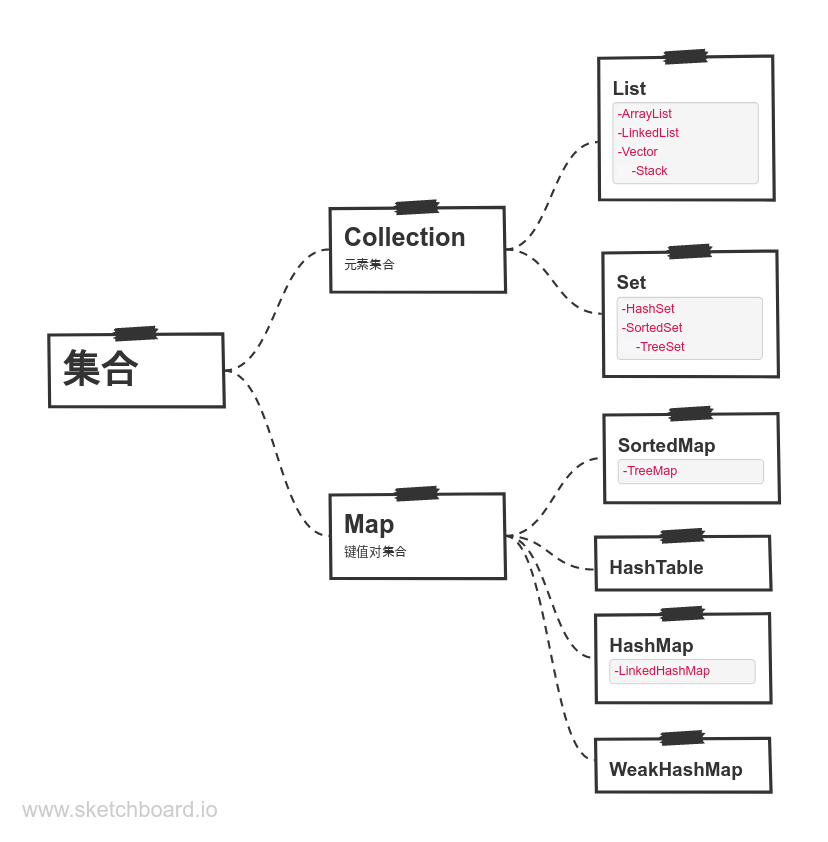 集合
Collection
元素集合
List
-ArrayList
-LinkedList
-Vector
-Stack
Set
-HashSet
-SortedSet
-TreeSet
Map
键值对集合
SortedMap
-TreeMap
HashTable
HashMap
-LinkedHashMap
WeakHashMap
www.sketchboard.io